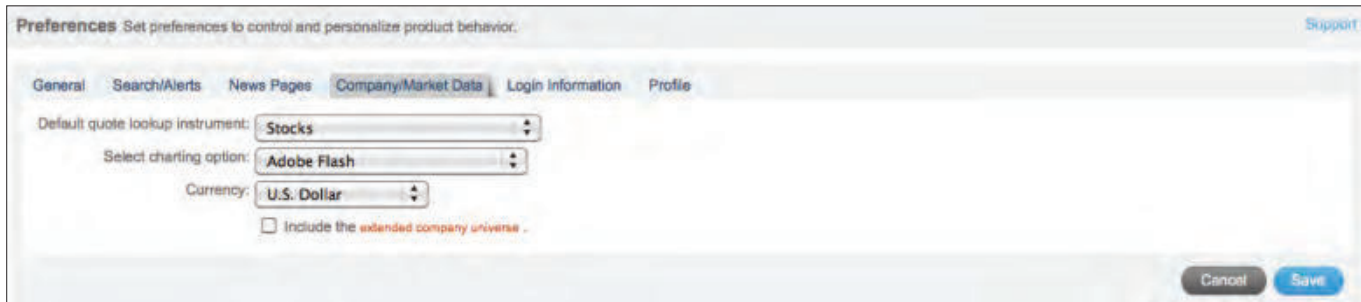 Preferences Set preferences to control and personalize product behavior.
Support
General Search/Alerts News Pages Company/Market Data Login Information Profile
Default quote lookup instrument: Stocks
Select charting option: Adobe Flash
Currency: U.S. Dollar
Include the extended company universe .
Cancel Save